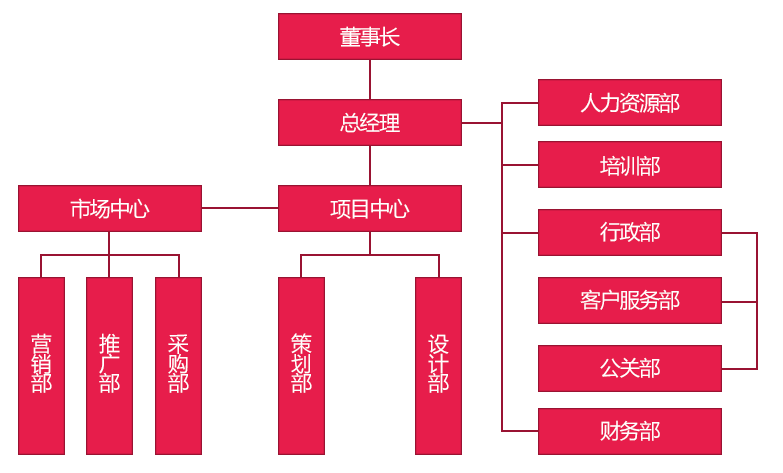 董事长
总经理
人力资源部
培训部
市场中心
项目中心
行政部
客户服务部
公关部
财务部
营销部
推广部
采购部
策划部
设计部